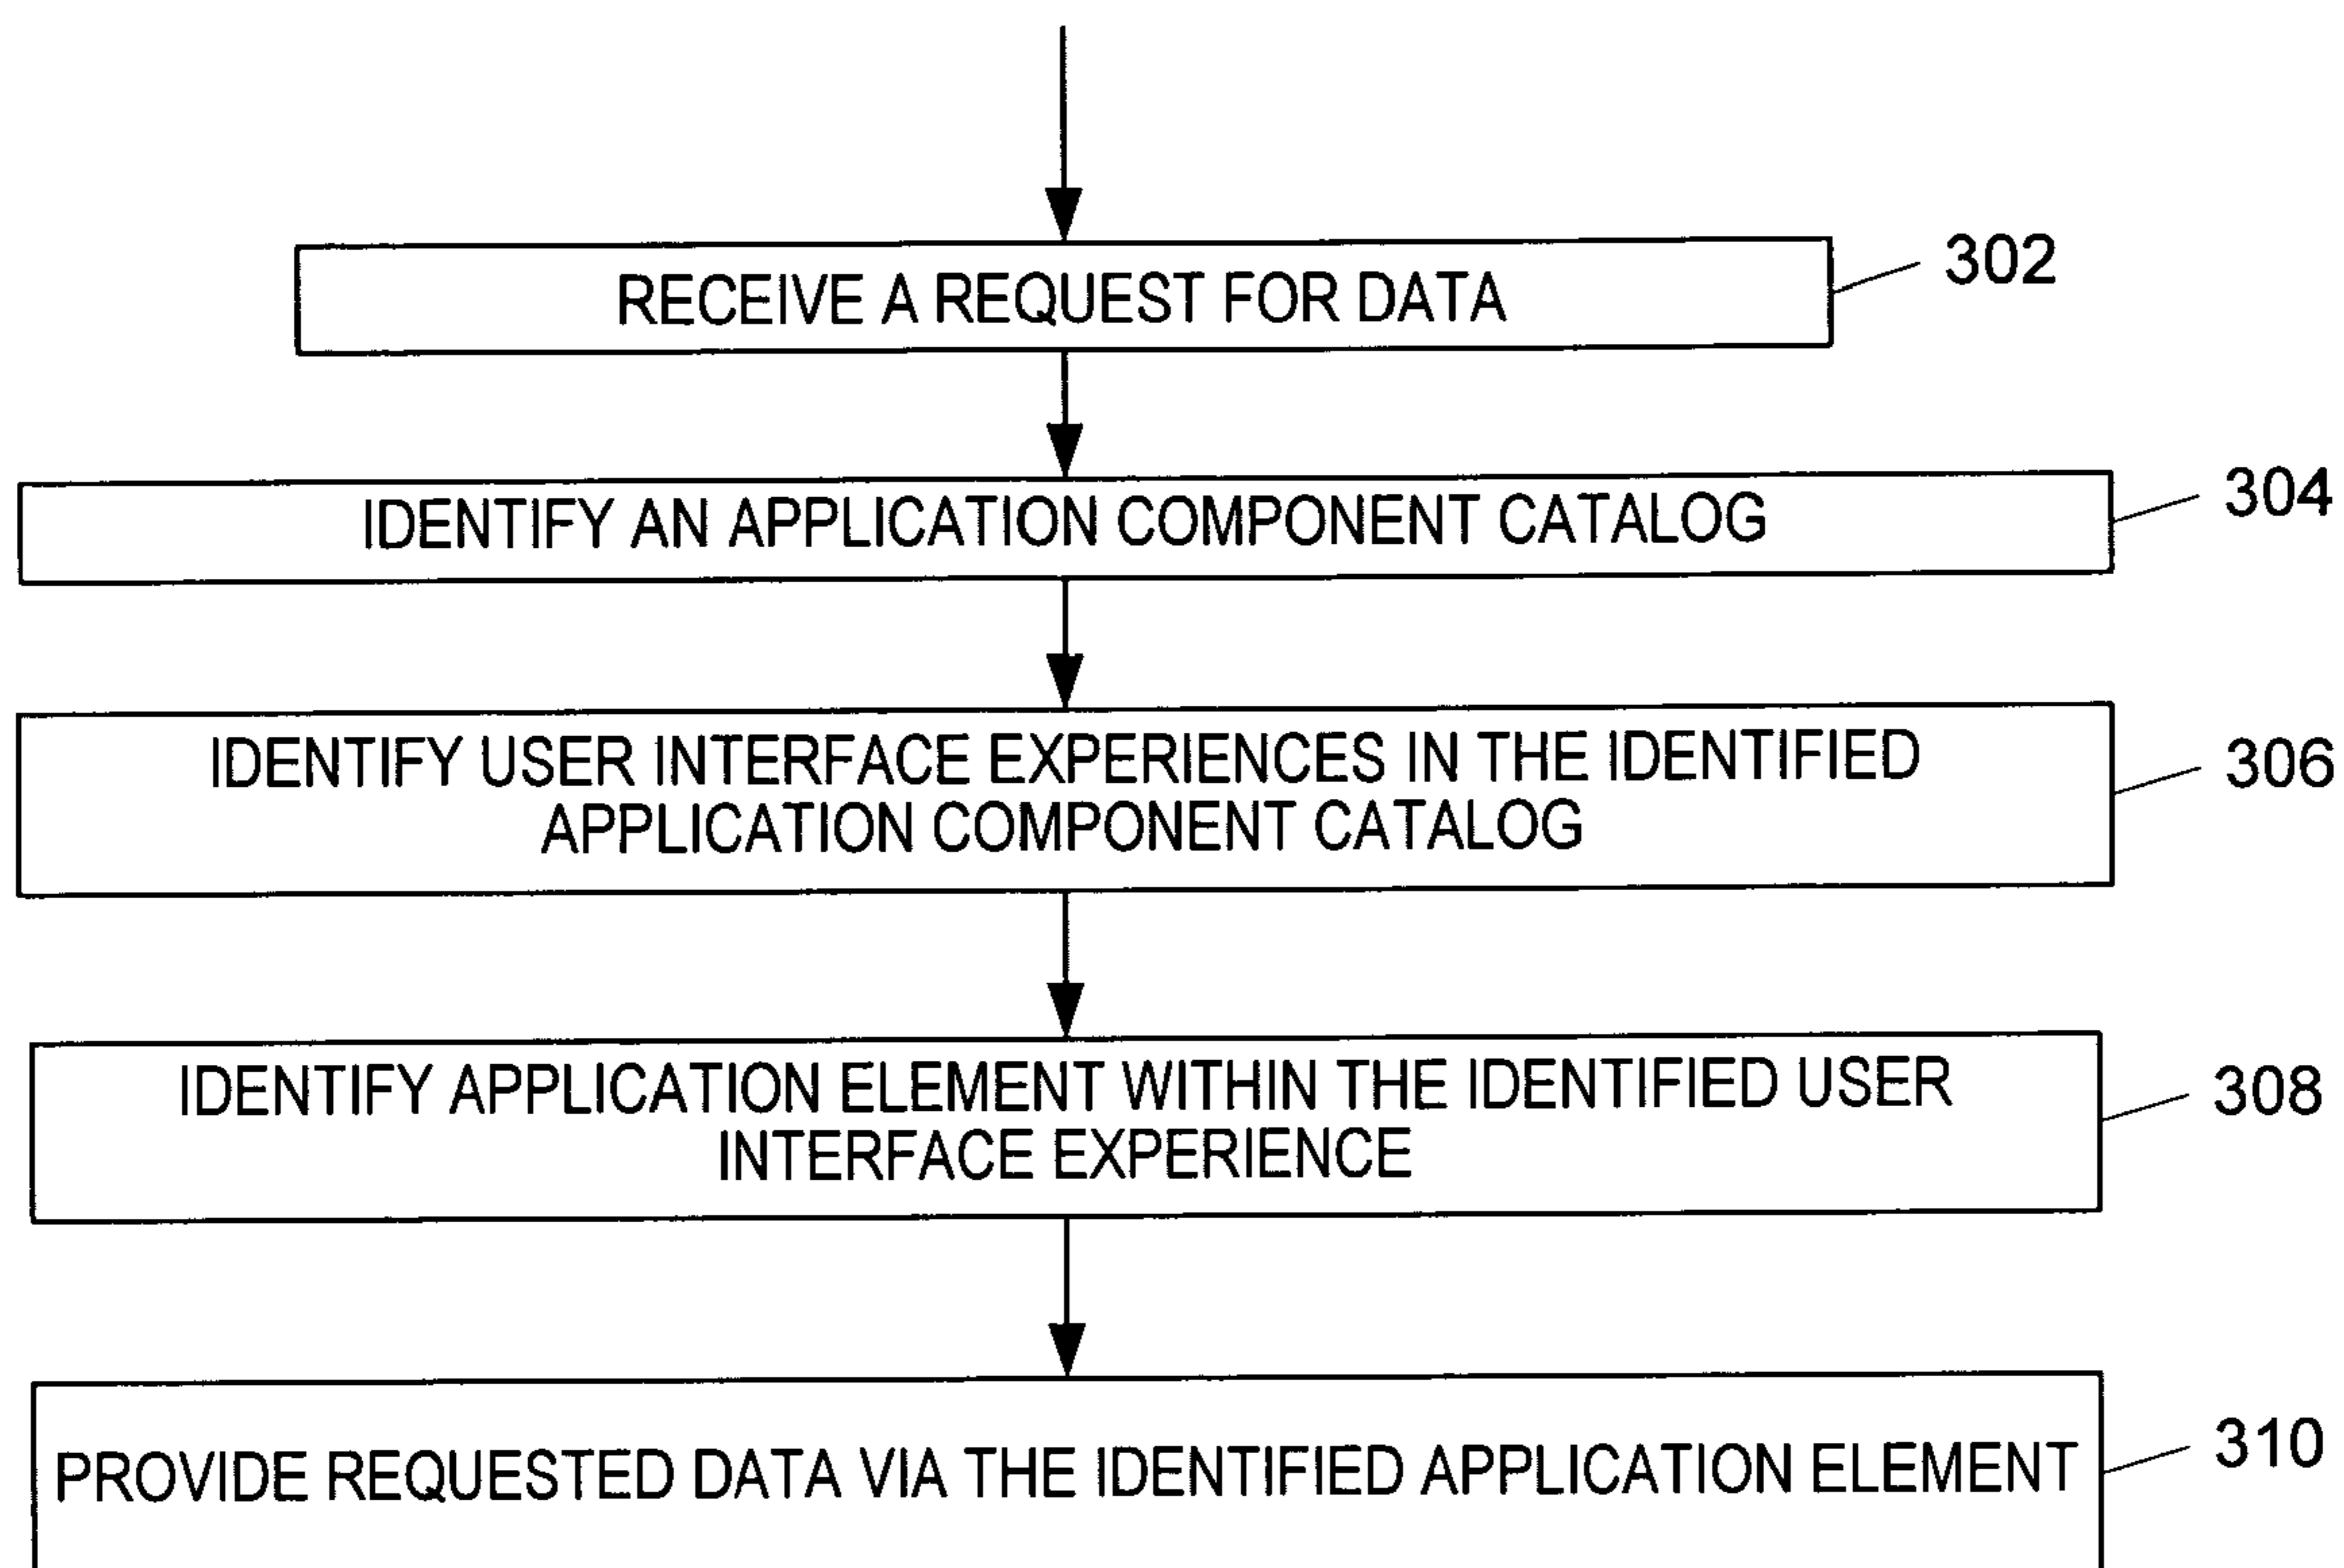 RECEIVE A REQUEST FOR DATA
302
IDENTIFY AN APPLICATION COMPONENT CATALOG
304
IDENTIFY USER INTERFACE EXPERIENCES IN THE IDENTIFIED
APPLICATION COMPONENT CATALOG
306
IDENTIFY APPLICATION ELEMENT WITHIN THE IDENTIFIED USER
INTERFACE EXPERIENCE
308
PROVIDE REQUESTED DATA VIA THE IDENTIFIED APPLICATION ELEMENT
310